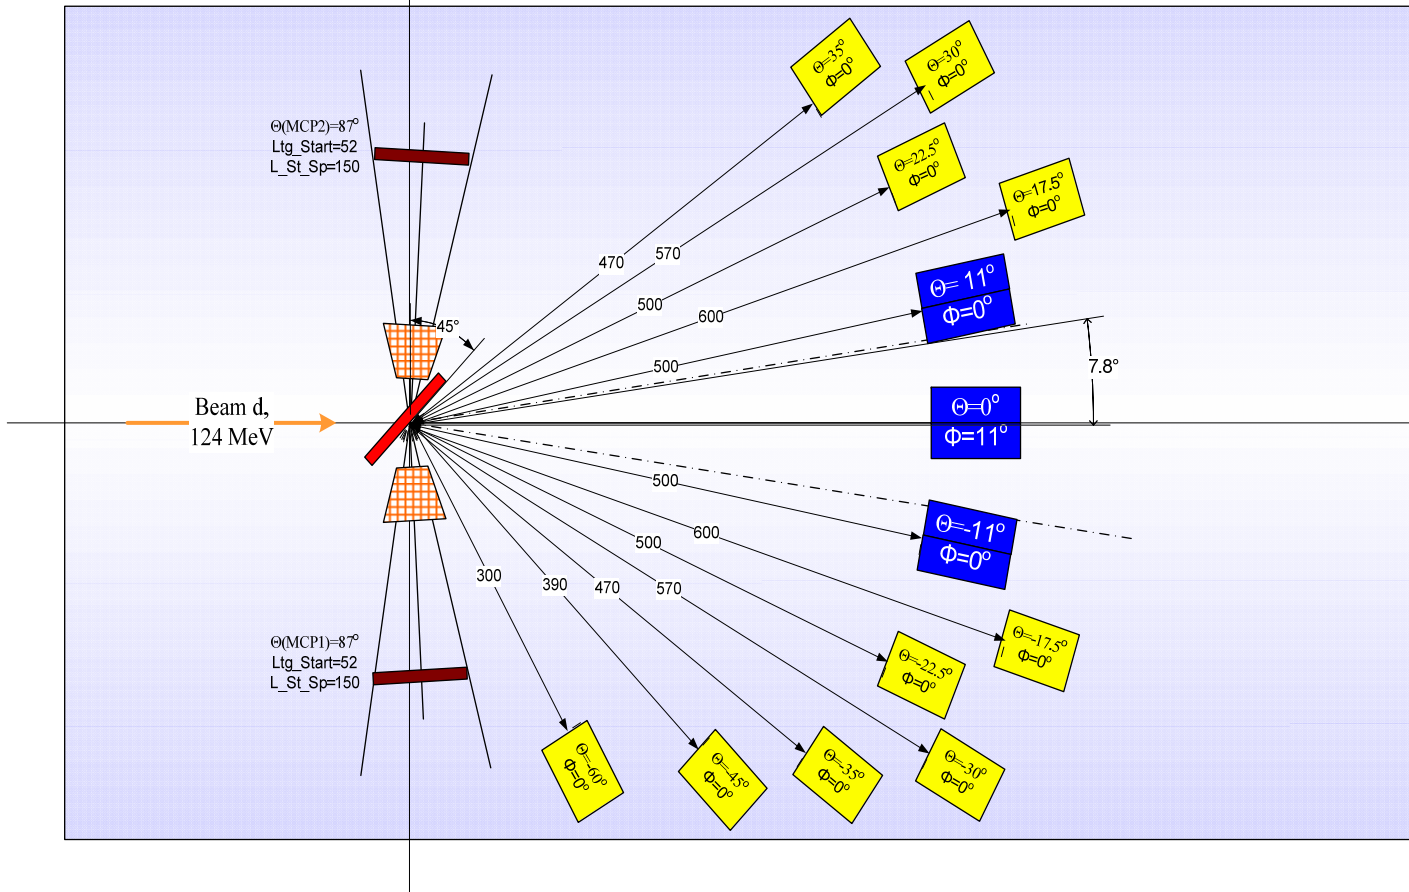 Θ=35°
Φ=0°
Θ=30°
Φ=0°
Θ(MCP2)=87°
Ltg_Start=52
L_St_Sp=150
Θ=22.5°
Φ=0°
Θ=17.5°
Φ=0°
470
570
500
600
Θ= 11°
Φ=0°
45°
500
7.8°
Beam d,
124 MeV
Θ=0°
Φ=11°
500
Θ=-11°
Φ=0°
600
500
300
390
470
570
Θ(MCP1)=87°
Ltg_Start=52
L_St_Sp=150
Θ=-17.5°
Φ=0°
Θ=-22.5°
Φ=0°
Θ=-60°
Φ=0°
Θ=-45°
Φ=0°
Θ=-35°
Φ=0°
Θ=-30°
Φ=0°